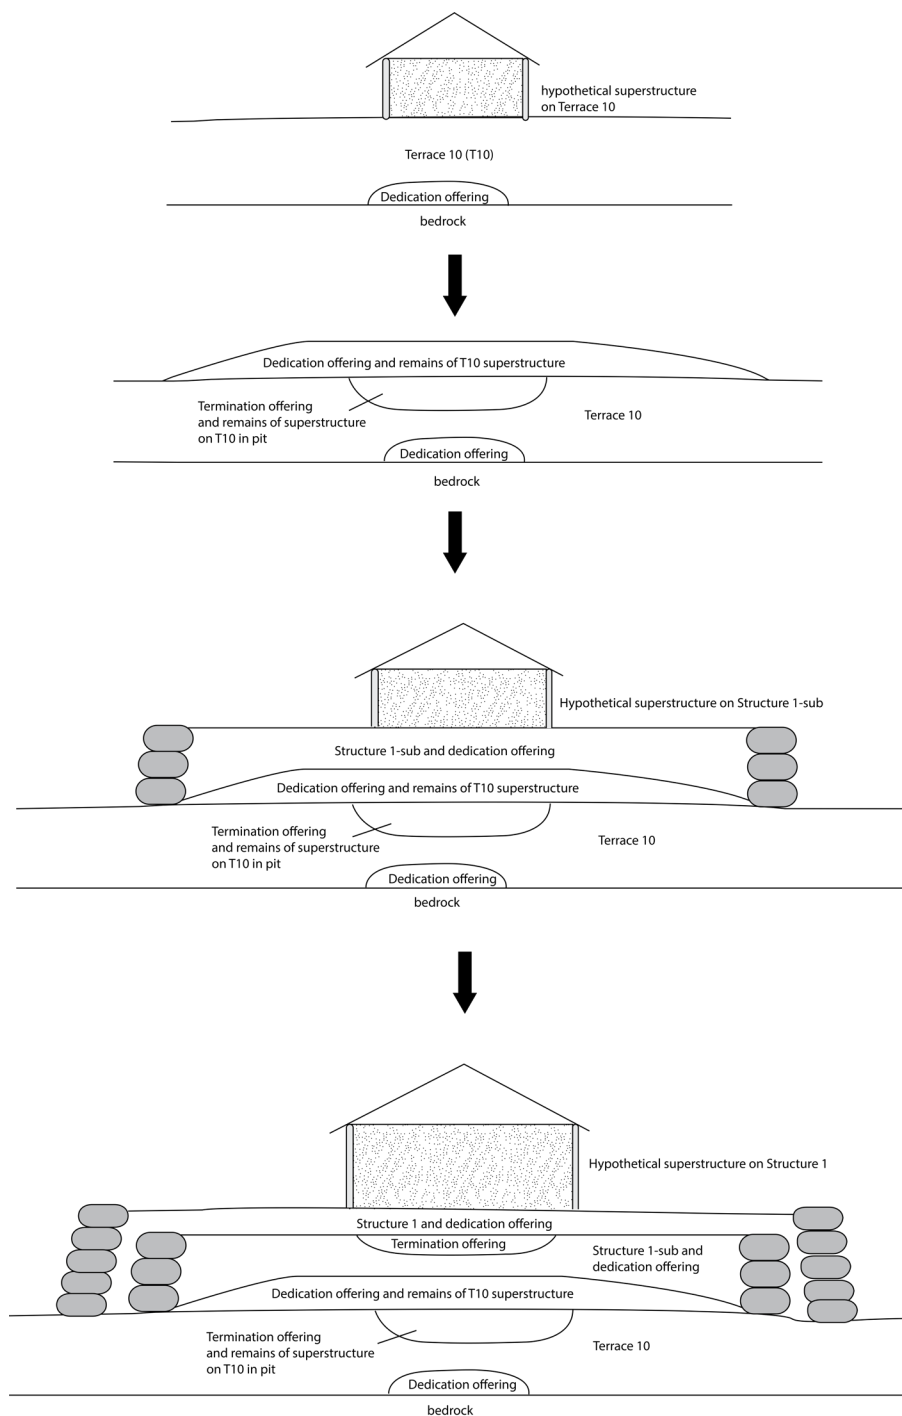 hypothetical superstructure
on Terrace 10
Terrace 10 (T10)
Dedication offering
bedrock
Dedication offering and remains of T10 superstructure
Termination offering
and remains of superstructure
on T10 in pit
Terrace 10
Dedication offering
bedrock
Hypothetical superstructure on Structure 1-sub
Structure 1-sub and dedication offering
Dedication offering and remains of T10 superstructure
Termination offering
and remains of superstructure
on T10 in pit
Terrace 10
Dedication offering
bedrock
Hypothetical superstructure on Structure 1
Structure 1 and dedication offering
Termination offering
Structure 1-sub and
dedication offering
Dedication offering and remains of T10 superstructure
Termination offering
and remains of superstructure
on T10 in pit
Terrace 10
Dedication offering
bedrock